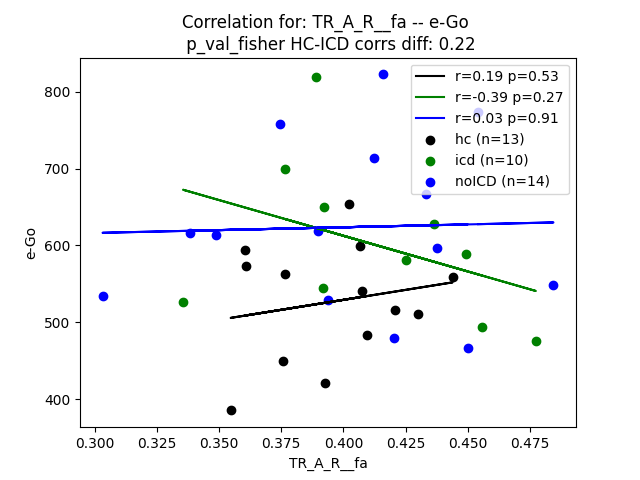 Correlation for: TR_A_R__fa -- e-Go
p_val_fisher HC-ICD corrs diff: 0.22
r=0.19 p=0.53
r=-0.39 p=0.27
r=0.03 p=0.91
hc (n=13)
icd (n=10)
noICD (n=14)
e-Go
800
700
600
500
400
0.300 0.325 0.350 0.375 0.400 0.425 0.450 0.475
TR_A_R__fa